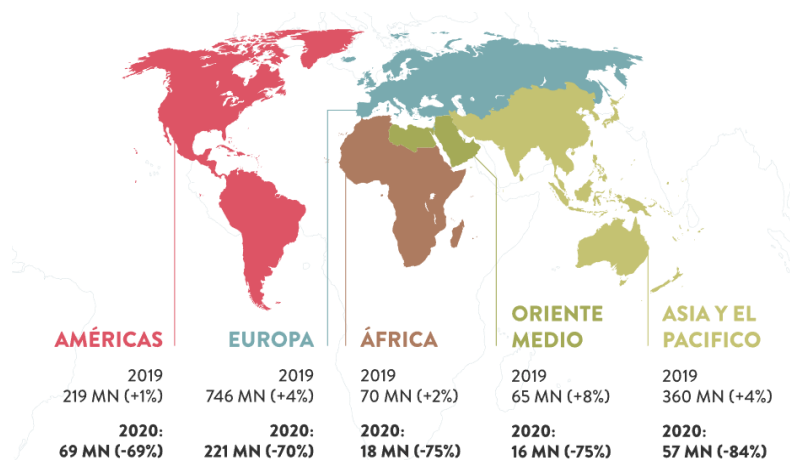 AMÉRICAS
2019
219 MN (+1%)
2020:
69 MN (-69%)
EUROPA
2019
746 MN (+4%)
2020:
221 MN (-70%)
ÁFRICA
2019
70 MN (+2%)
2020:
18 MN (-75%)
ORIENTE
MEDIO
2019
65 MN (+8%)
2020:
16 MN (-75%)
ASIA Y EL
PACIFICO
2019
360 MN (+4%)
2020:
57 MN (-84%)